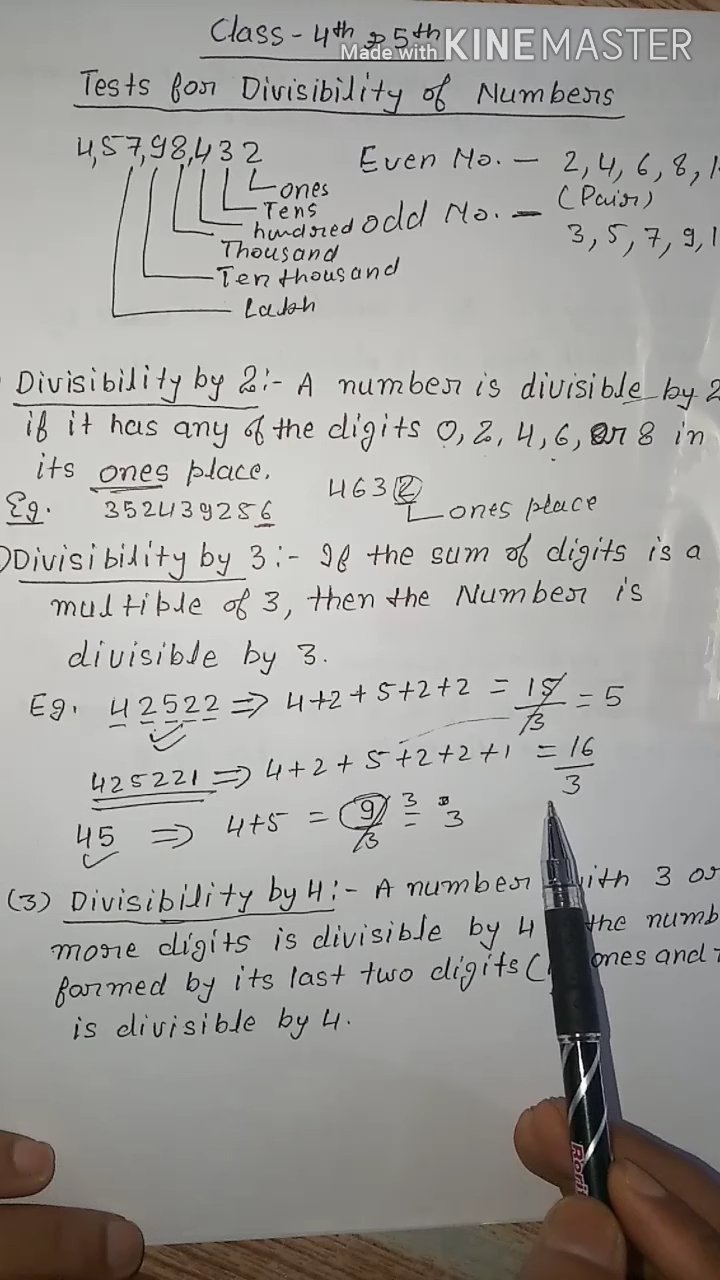 Class - 4th & 5th
Made with KINEMASTER
Tests for Divisibility of Numbers
4,57,98,432
Ones
Tens
hundred
Thousand
Ten thousand
Lakh
Even No. - 2, 4, 6, 8, 1
(Pair)
odd No. - 3, 5, 7, 9, 1
Divisibility by 2:- A number is divisible by 2
if it has any of the digits 0, 2, 4, 6, or 8 in
its ones place.
Eg. 352439256 4632
ones place
) Divisibility by 3:- If the sum of digits is a
multible of 3, then the Number is
divisible by 3.
Eg. 42522 ⇒ 4+2+5+2+2 = 15/3 = 5
425221 ⇒ 4+2+5+2+2+1 = 16/3
45 ⇒ 4+5 = 9/3 3 = 3
(3) Divisibility by 4:- A number with 3 or
more digits is divisible by 4 the numb
formed by its last two digits ( ones and
is divisible by 4.